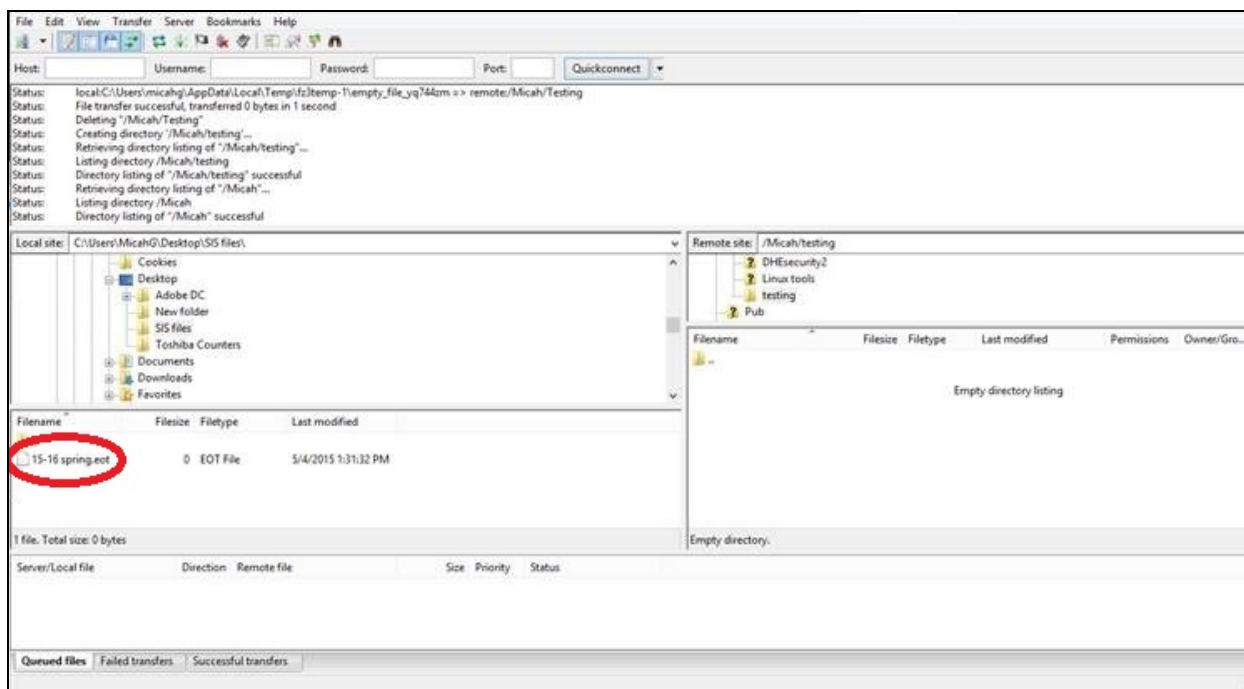 File Edit View Transfer Server Bookmarks Help
Host: Username: Password: Port: Quickconnect
Status: local:C:\Users\micahg\AppData\Local\Temp\fz3temp-1\empty_file_yq744zm => remote:/Micah/Testing
Status: File transfer successful, transferred 0 bytes in 1 second
Status: Deleting "/Micah/Testing"
Status: Creating directory '/Micah/testing'...
Status: Retrieving directory listing of "/Micah/testing"...
Status: Listing directory /Micah/testing
Status: Directory listing of "/Micah/testing" successful
Status: Retrieving directory listing of "/Micah"...
Status: Listing directory /Micah
Status: Directory listing of "/Micah" successful
Local site: C:\Users\MicahG\Desktop\SIS files\
Cookies
Desktop
Adobe DC
New folder
SIS files
Toshiba Counters
Documents
Downloads
Favorites
Remote site: /Micah/testing
DHEsecurity2
Linux tools
testing
Pub
Filename Filesize Filetype Last modified
15-16 spring.eot 0 EOT File 5/4/2015 1:31:32 PM
1 file. Total size: 0 bytes
Filename Filesize Filetype Last modified Permissions Owner/Gro...
..
Empty directory listing
Empty directory.
Server/Local file Direction Remote file Size Priority Status
Queued files Failed transfers Successful transfers